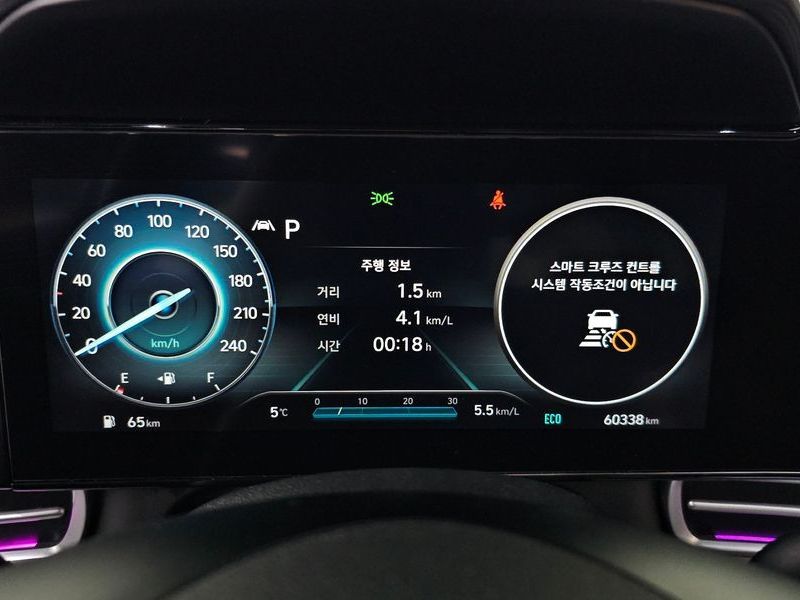 0
20
40
60
80
100
120
150
180
210
240
km/h
E
F
65 km
P
주행 정보
거리 1.5 km
연비 4.1 km/L
시간 00:18 h
5℃
0 10 20 30
5.5 km/L
스마트 크루즈 컨트롤
시스템 작동조건이 아닙니다
ECO
60338 km